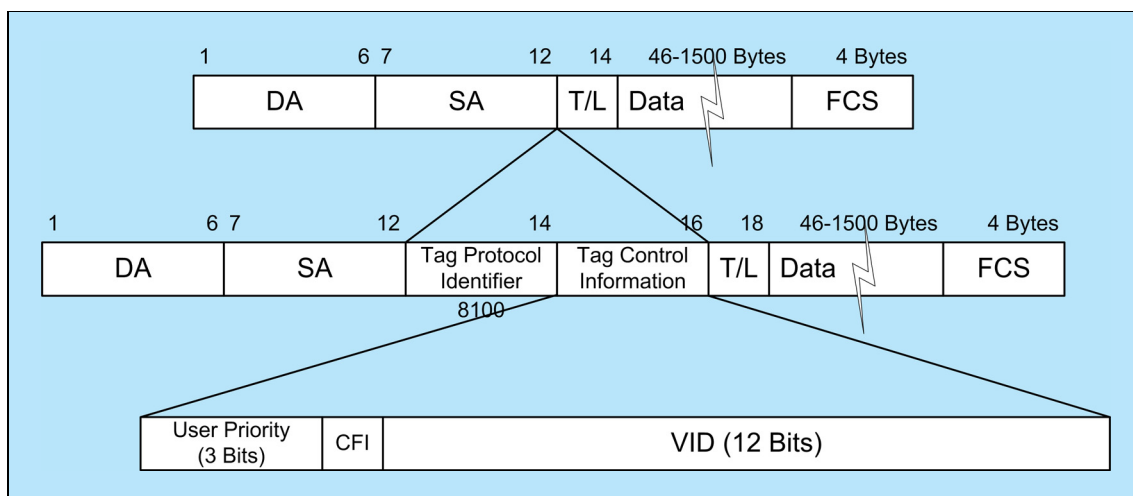 1 6 7 12 14 46-1500 Bytes 4 Bytes
DA SA T/L Data FCS
1 6 7 12 14 16 18 46-1500 Bytes 4 Bytes
DA SA Tag Protocol Identifier Tag Control Information T/L Data FCS
8100
User Priority (3 Bits) CFI VID (12 Bits)